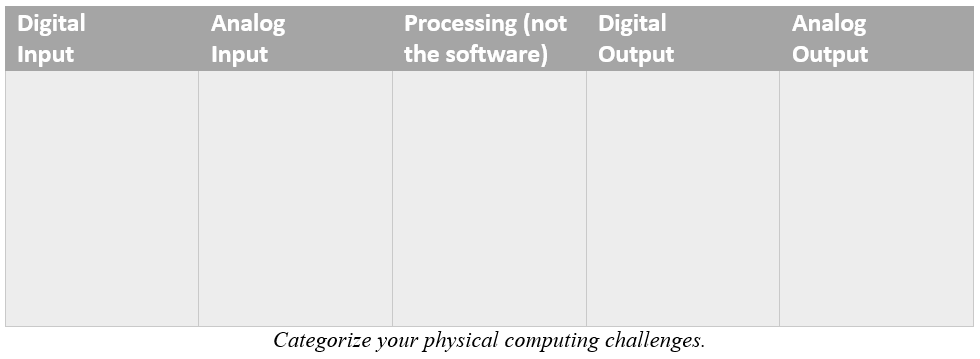 Digital
Input
Analog
Input
Processing (not
the software)
Digital
Output
Analog
Output
Categorize your physical computing challenges.